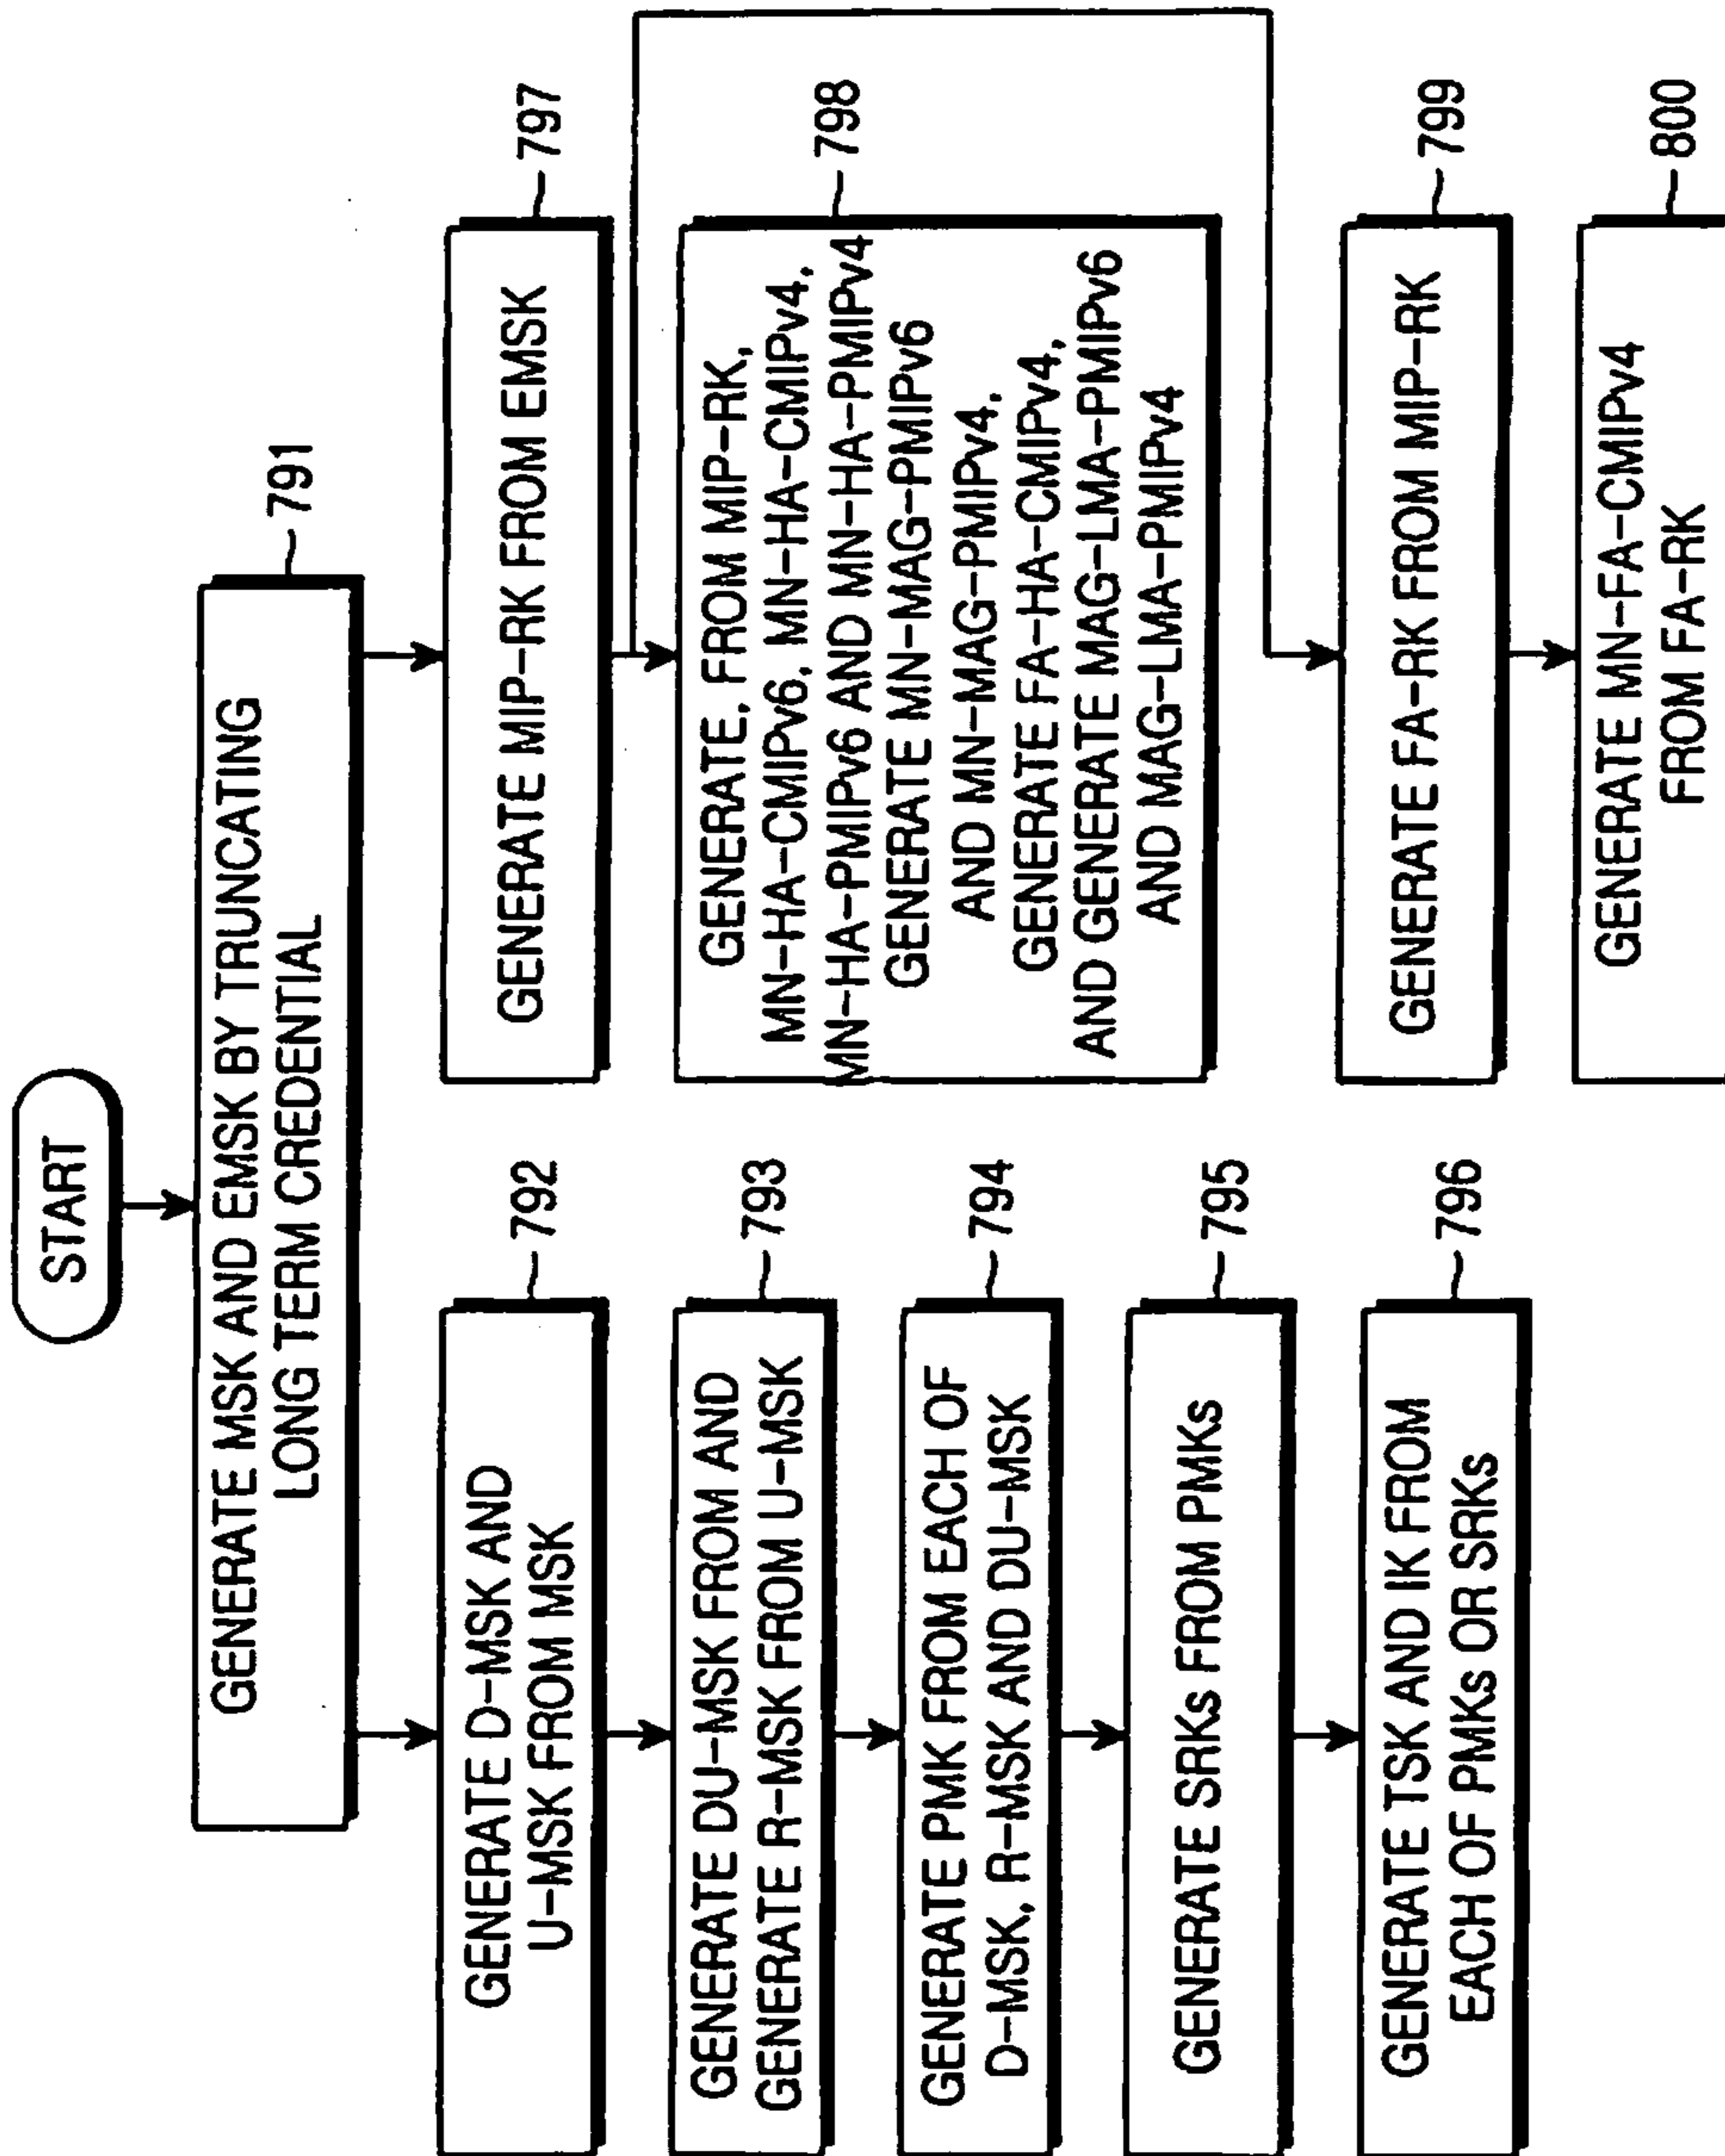 START
GENERATE MSK AND EMSK BY TRUNCATING
LONG TERM CREDENTIAL
791
GENERATE D-MSK AND
U-MSK FROM MSK
792
GENERATE DU-MSK FROM AND
GENERATE R-MSK FROM U-MSK
793
GENERATE PMK FROM EACH OF
D-MSK, R-MSK AND DU-MSK
794
GENERATE SRKs FROM PMKs
795
GENERATE TSK AND IK FROM
EACH OF PMKs OR SRKs
796
GENERATE MIP-RK FROM EMSK
797
GENERATE, FROM MIP-RK,
MN-HA-CMIPv6, MN-HA-CMIPv4,
MN-HA-PMIPv6 AND MN-HA-PMIPv4
GENERATE MN-MAG-PMIPv6
AND MN-MAG-PMIPv4,
GENERATE FA-HA-CMIPv4,
AND GENERATE MAG-LMA-PMIPv6
AND MAG-LMA-PMIPv4
798
GENERATE FA-RK FROM MIP-RK
799
GENERATE MN-FA-CMIPv4
FROM FA-RK
800